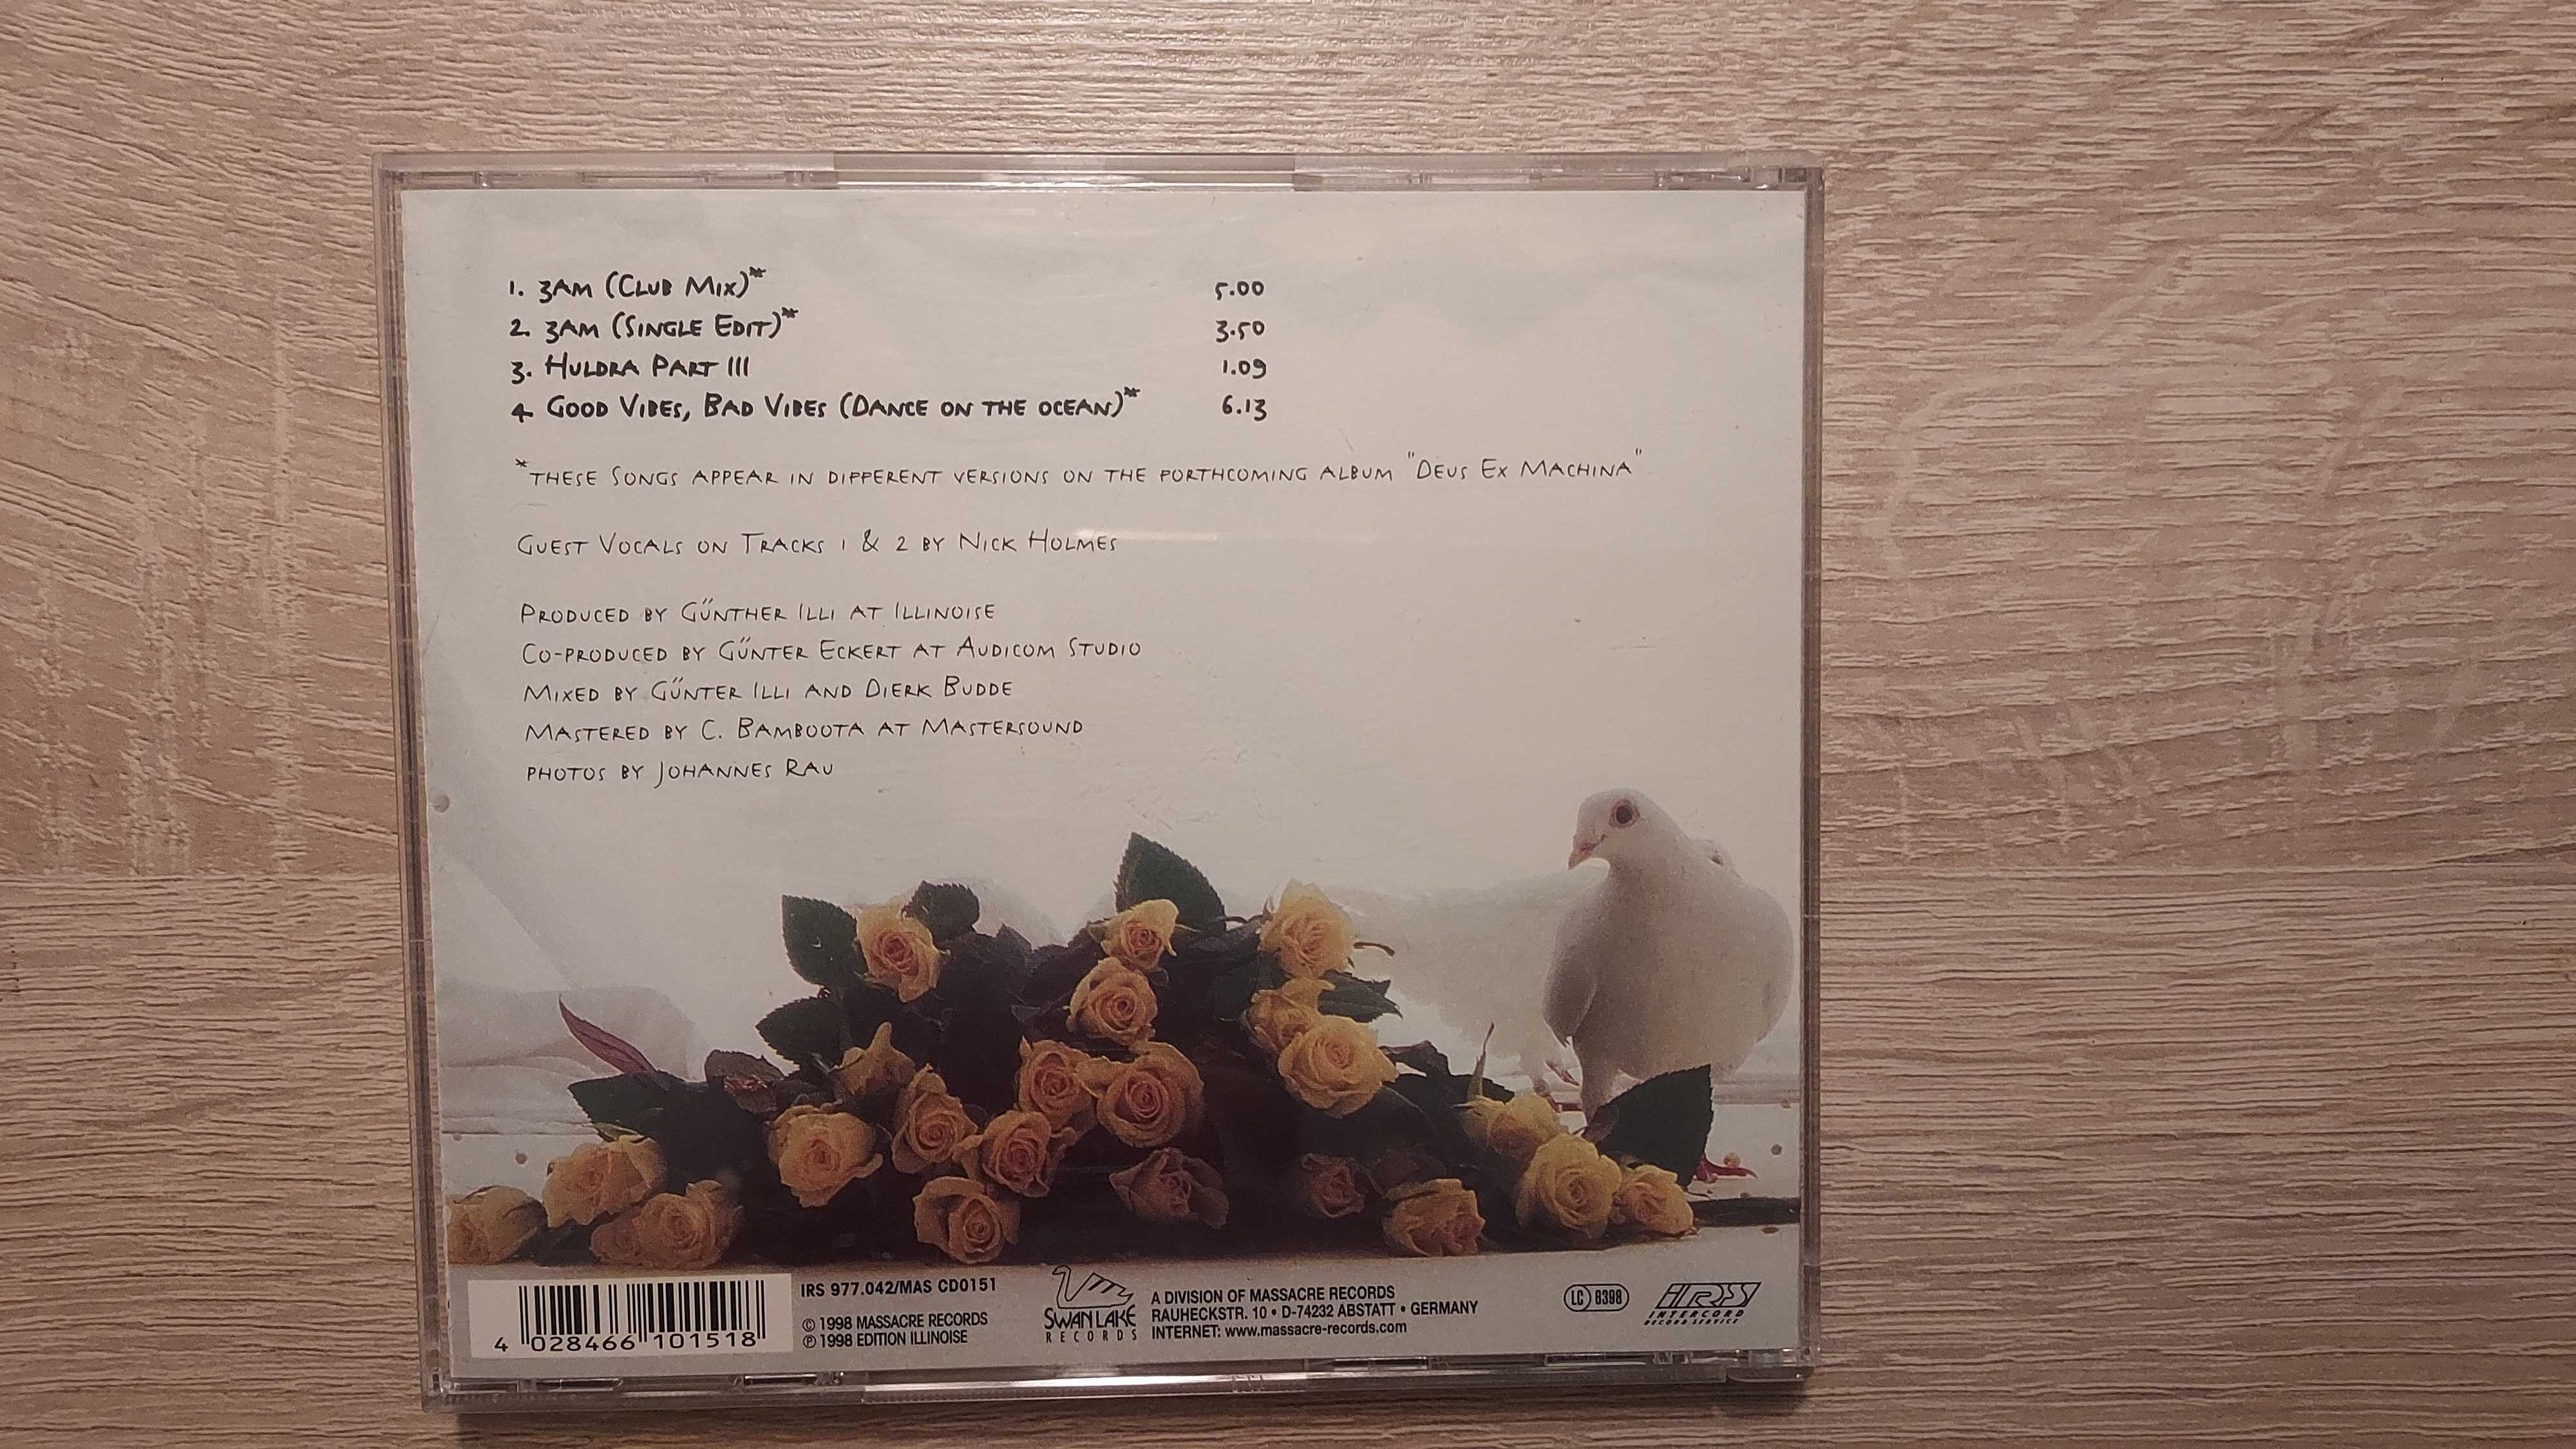 1. 3AM (CLUB MIX)* 5.00
2. 3AM (SINGLE EDIT)* 3.50
3. HULDRA PART III 1.09
4. GOOD VIBES, BAD VIBES (DANCE ON THE OCEAN)* 6.13
*THESE SONGS APPEAR IN DIFFERENT VERSIONS ON THE FORTHCOMING ALBUM "DEUS EX MACHINA".
GUEST VOCALS ON TRACKS 1 & 2 BY NICK HOLMES
PRODUCED BY GÜNTHER ILLI AT ILLINOISE
CO-PRODUCED BY GÜNTER ECKERT AT AUDICOM STUDIO
MIXED BY GÜNTER ILLI AND DIERK BUDDE
MASTERED BY C. BAMBOOTA AT MASTERSOUND
PHOTOS BY JOHANNES RAU
4 028466 101518
IRS 977.042/MAS CD0151
© 1998 MASSACRE RECORDS
℗ 1998 EDITION ILLINOISE
SWAN LAKE
RECORDS
A DIVISION OF MASSACRE RECORDS
RAUHECKSTR. 10 • D-74232 ABSTATT • GERMANY
INTERNET: www.massacre-records.com
LC 8398
IRS
INTERCORD
RECORD SERVICE